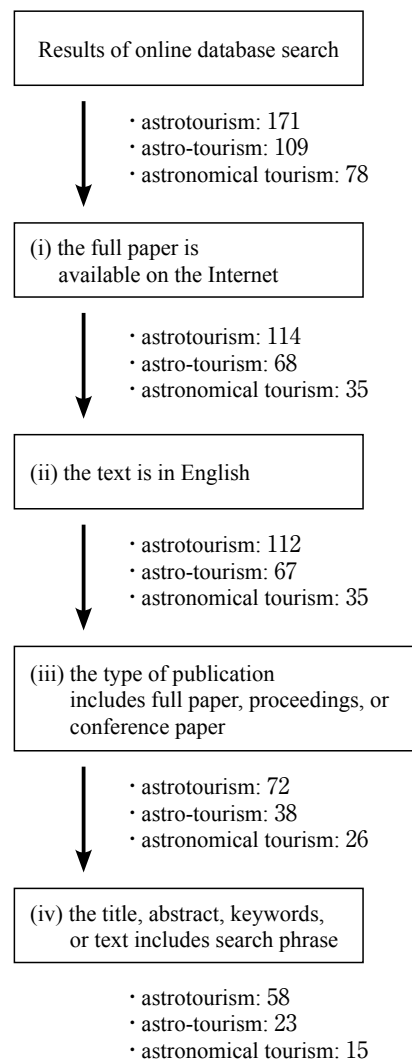 Results of online database search
· astrotourism: 171
· astro-tourism: 109
· astronomical tourism: 78
(i) the full paper is
available on the Internet
· astrotourism: 114
· astro-tourism: 68
· astronomical tourism: 35
(ii) the text is in English
· astrotourism: 112
· astro-tourism: 67
· astronomical tourism: 35
(iii) the type of publication
includes full paper, proceedings, or
conference paper
· astrotourism: 72
· astro-tourism: 38
· astronomical tourism: 26
(iv) the title, abstract, keywords,
or text includes search phrase
· astrotourism: 58
· astro-tourism: 23
· astronomical tourism: 15